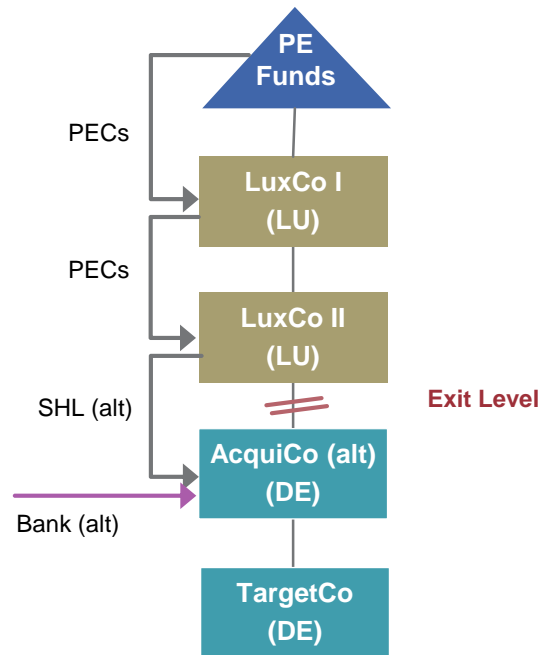 PE
Funds
PECs
LuxCo I
(LU)
PECs
LuxCo II
(LU)
SHL (alt)
Exit Level
AcquiCo (alt)
(DE)
Bank (alt)
TargetCo
(DE)